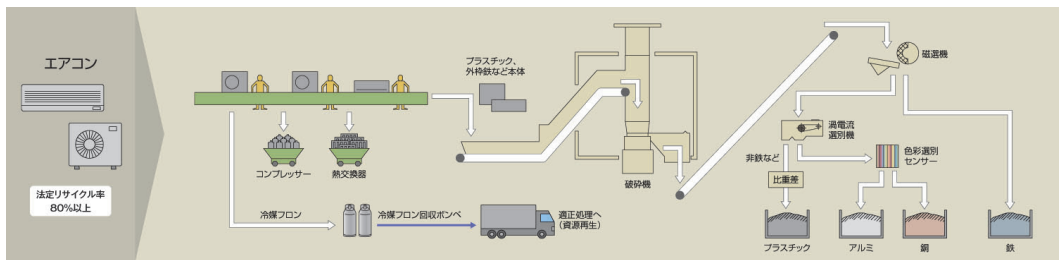 エアコン
法定リサイクル率
80%以上
プラスチック、
外枠鉄など本体
コンプレッサー
熱交換器
冷媒フロン
冷媒フロン回収ボンベ
適正処理へ
(資源再生)
破砕機
磁選機
渦電流
選別機
非鉄など
色彩選別
センサー
比重差
プラスチック
アルミ
銅
鉄